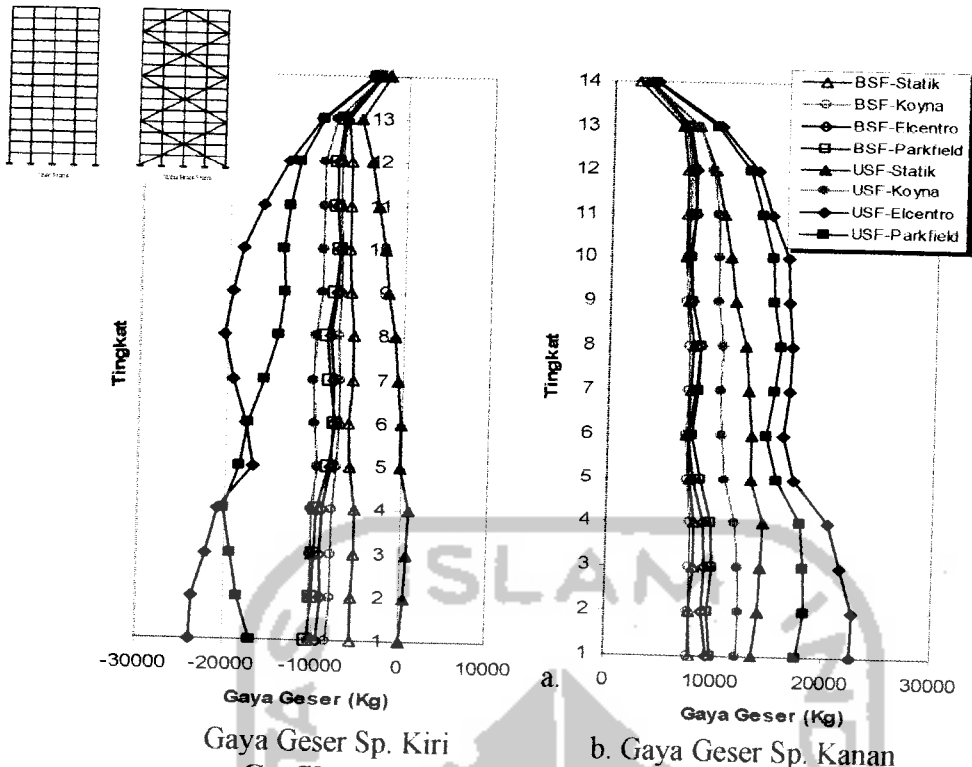 BSF-Statik
BSF-Koyna
BSF-Elcentro
BSF-Parkfield
USF-Statik
USF-Koyna
USF-Elcentro
USF-Parkfield
Tingkat
13
12
11
10
9
8
7
6
5
4
3
2
1
-30000 -20000 -10000 0 10000
Gaya Geser (Kg)
a.
Gaya Geser Sp. Kiri
Tingkat
14
13
12
11
10
9
8
7
6
5
4
3
2
1
0 10000 20000 30000
Gaya Geser (Kg)
b. Gaya Geser Sp. Kanan
ISLAM